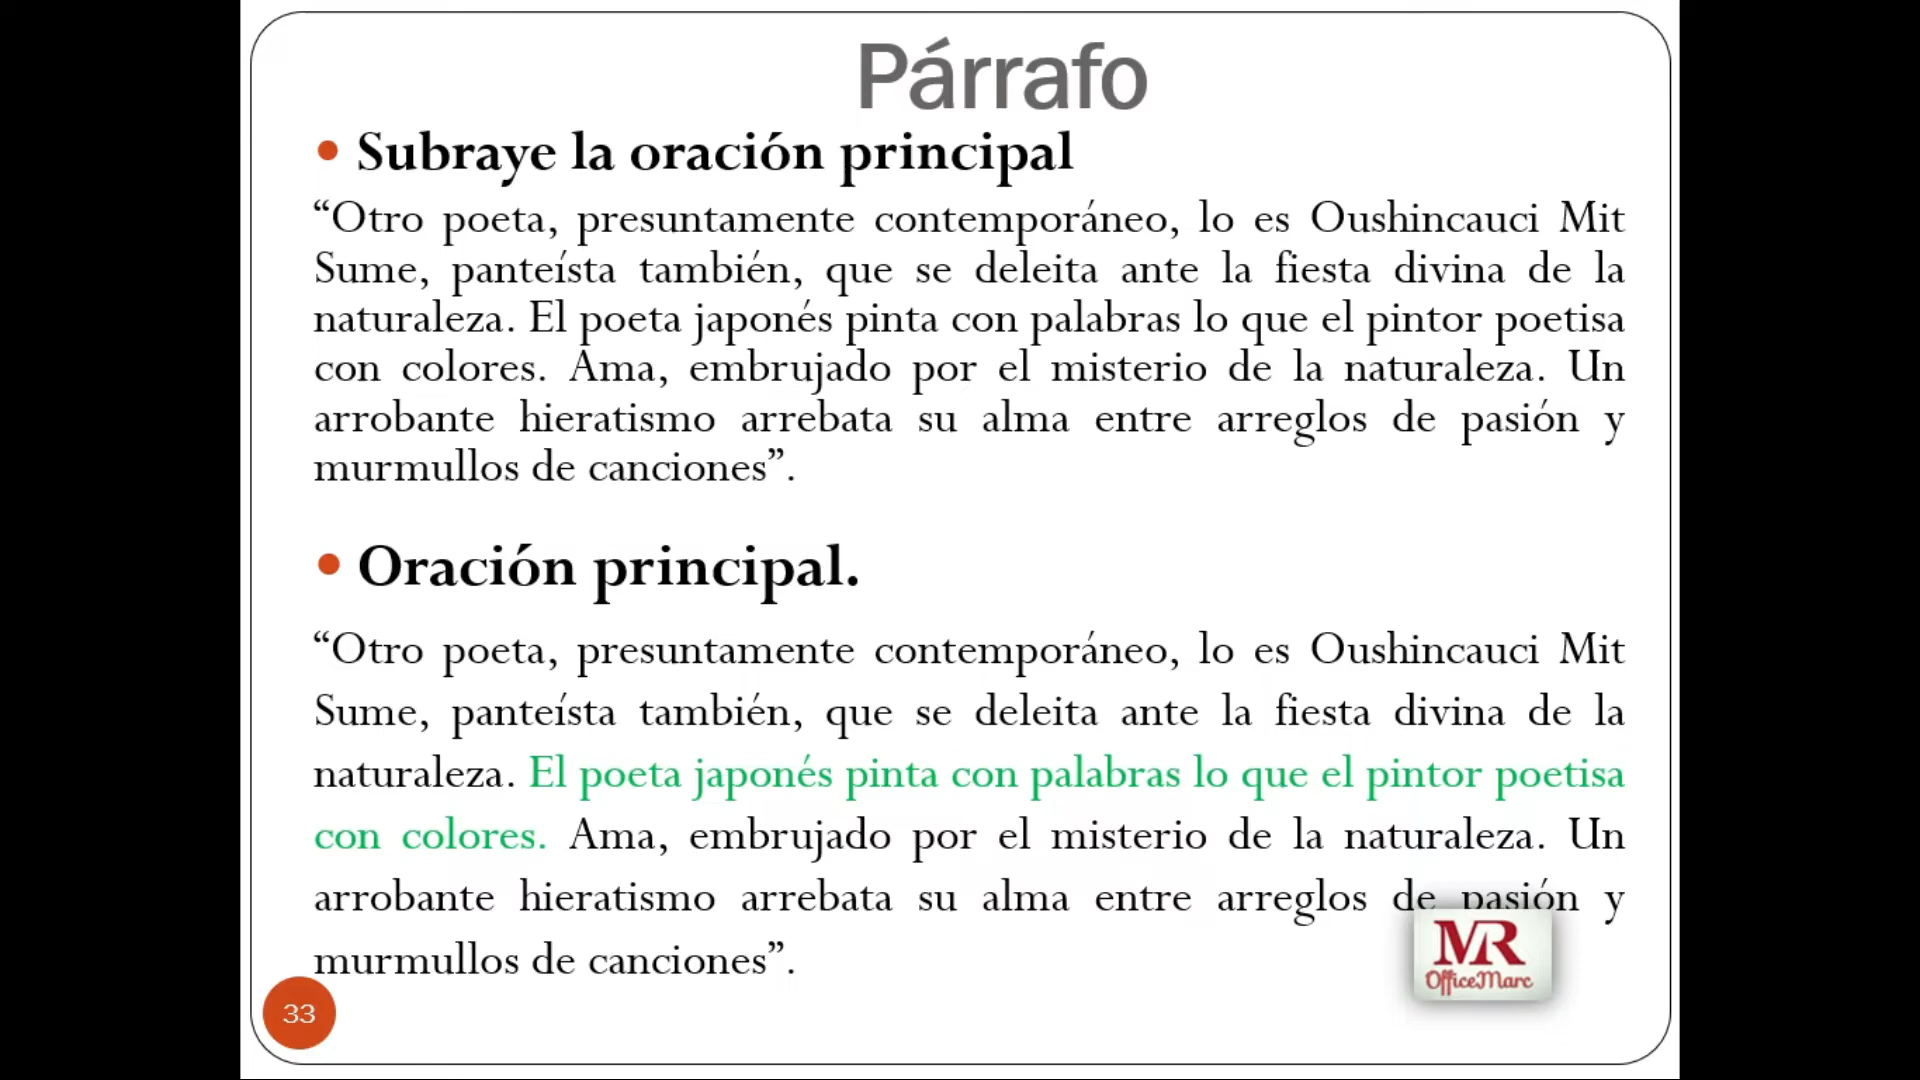 Párrafo
• Subraye la oración principal
“Otro poeta, presuntamente contemporáneo, lo es Oushincauci Mit
Sume, panteísta también, que se deleita ante la fiesta divina de la
naturaleza. El poeta japonés pinta con palabras lo que el pintor poetisa
con colores. Ama, embrujado por el misterio de la naturaleza. Un
arrobante hieratismo arrebata su alma entre arreglos de pasión y
murmullos de canciones”.
• Oración principal.
“Otro poeta, presuntamente contemporáneo, lo es Oushincauci Mit
Sume, panteísta también, que se deleita ante la fiesta divina de la
naturaleza. El poeta japonés pinta con palabras lo que el pintor poetisa
con colores. Ama, embrujado por el misterio de la naturaleza. Un
arrobante hieratismo arrebata su alma entre arreglos de pasión y
murmullos de canciones”.
MR
OfficeMarc
33